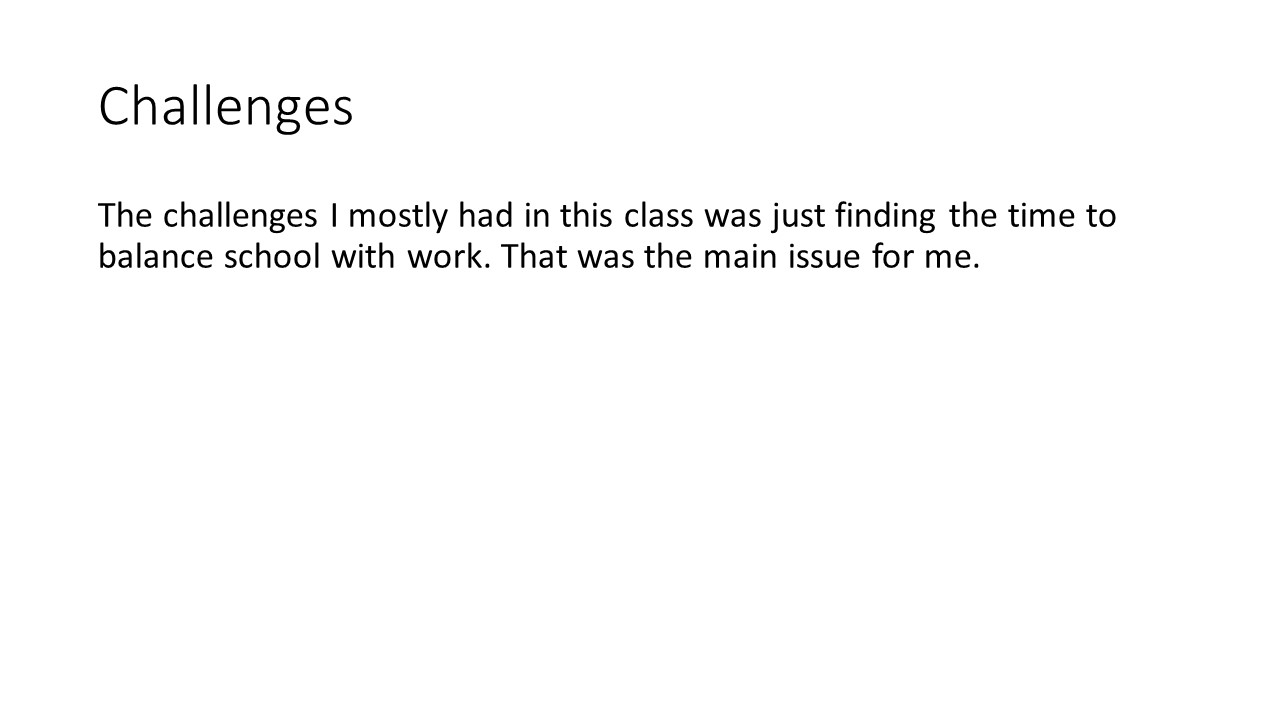 Challenges
The challenges I mostly had in this class was just finding the time to
balance school with work. That was the main issue for me.